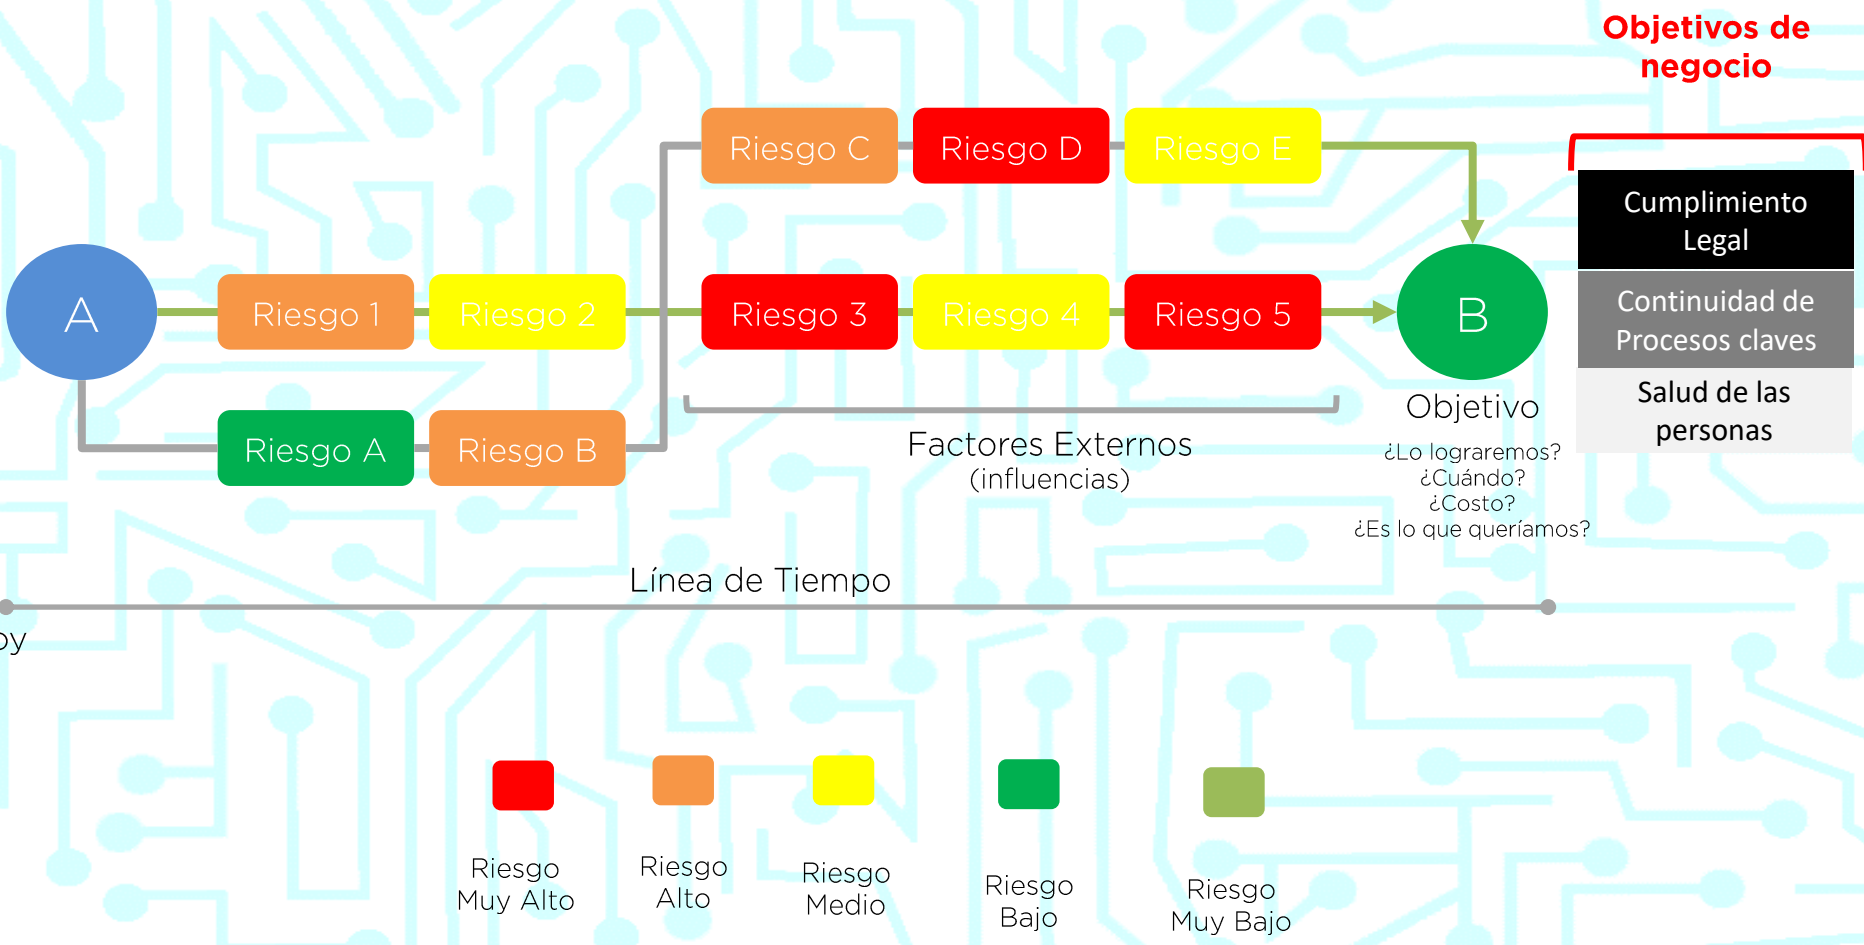 Objetivos de
negocio
Riesgo C
Riesgo D
Riesgo E
Cumplimiento
Legal
A
Riesgo 1
Riesgo 2
Riesgo 3
Riesgo 4
Riesgo 5
B
Continuidad de
Procesos claves
Salud de las
personas
Riesgo A
Riesgo B
Factores Externos
(influencias)
Objetivo
¿Lo lograremos?
¿Cuándo?
¿Costo?
¿Es lo que queríamos?
Línea de Tiempo
oy
Riesgo
Muy Alto
Riesgo
Alto
Riesgo
Medio
Riesgo
Bajo
Riesgo
Muy Bajo